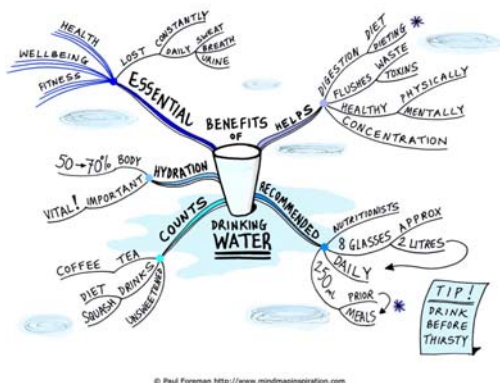 BENEFITS
OF
DRINKING
WATER
ESSENTIAL
HEALTH
WELLBEING
FITNESS
LOST
CONSTANTLY
DAILY
SWEAT
BREATH
URINE
HELPS
DIGESTION
DIET
DIETING
FLUSHES
WASTE
TOXINS
HEALTHY
PHYSICALLY
MENTALLY
CONCENTRATION
HYDRATION
50→70% BODY
VITAL! IMPORTANT
COUNTS
COFFEE TEA
DIET
SQUASH DRINKS
UNSWEETENED
RECOMMENDED
NUTRITIONISTS
8 GLASSES
APPROX
2 LITRES
DAILY
250ML
PRIOR
MEALS
TIP!
DRINK
BEFORE
THIRSTY
© Paul Foreman http://www.mindmapinspiration.com